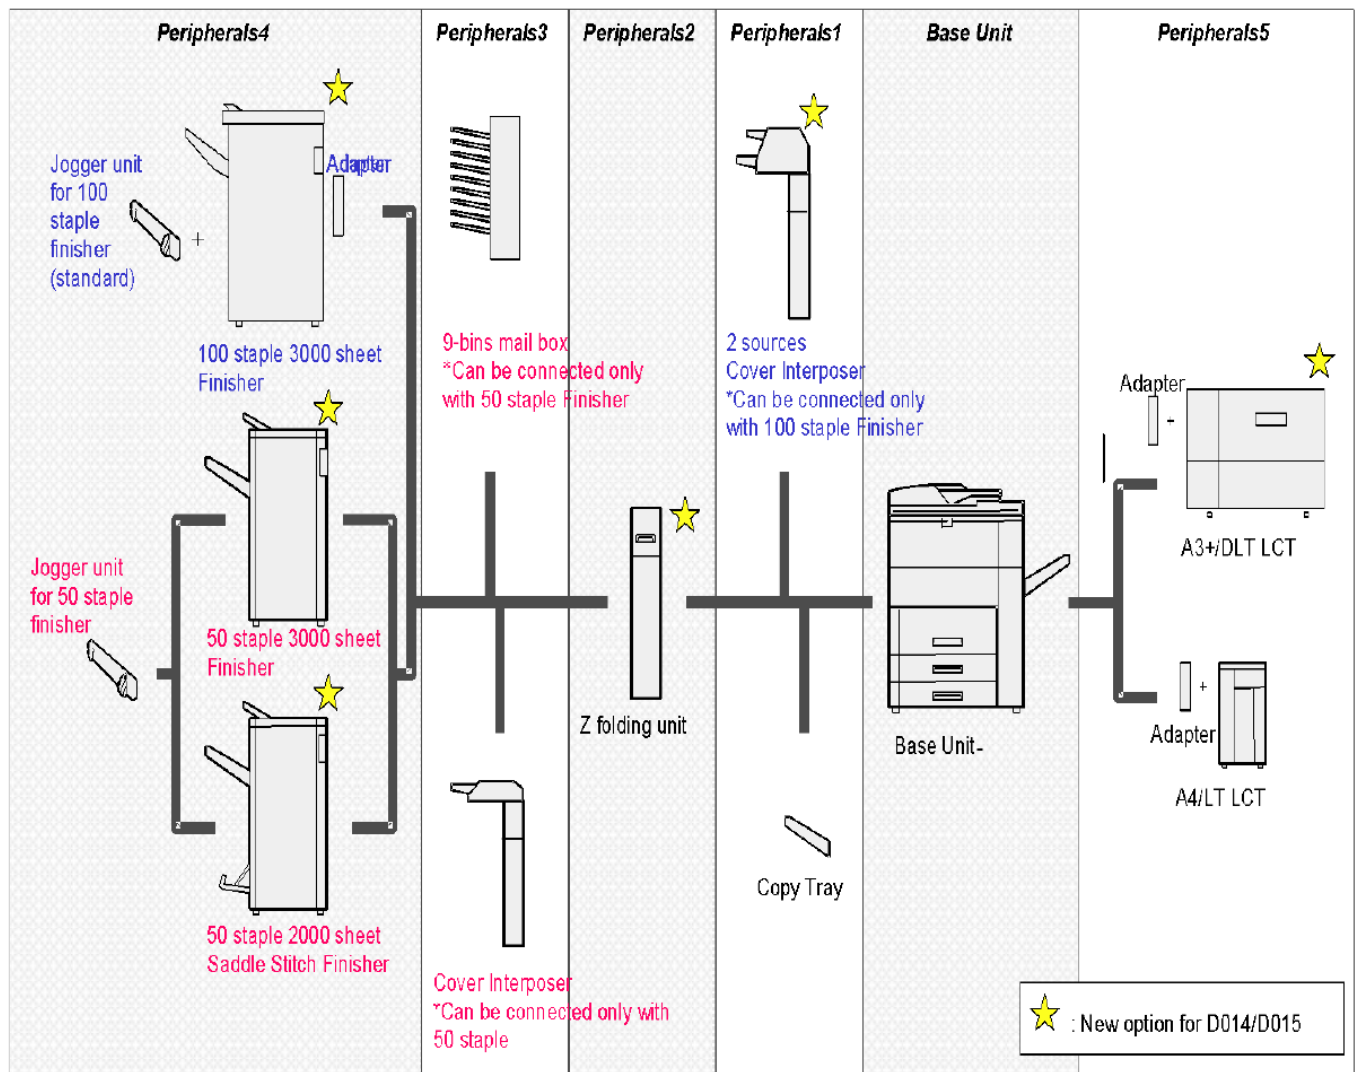 Peripherals4
Peripherals3
Peripherals2
Peripherals1
Base Unit
Peripherals5
Jogger unit
for 100
staple
finisher
(standard)
+
Adapter
100 staple 3000 sheet
Finisher
9-bins mail box
*Can be connected only
with 50 staple Finisher
2 sources
Cover Interposer
*Can be connected only
with 100 staple Finisher
Adapter
+
A3+/DLT LCT
Jogger unit
for 50 staple
finisher
50 staple 3000 sheet
Finisher
Z folding unit
Base Unit-
+
Adapter
A4/LT LCT
50 staple 2000 sheet
Saddle Stitch Finisher
Cover Interposer
*Can be connected only with
50 staple
Copy Tray
: New option for D014/D015